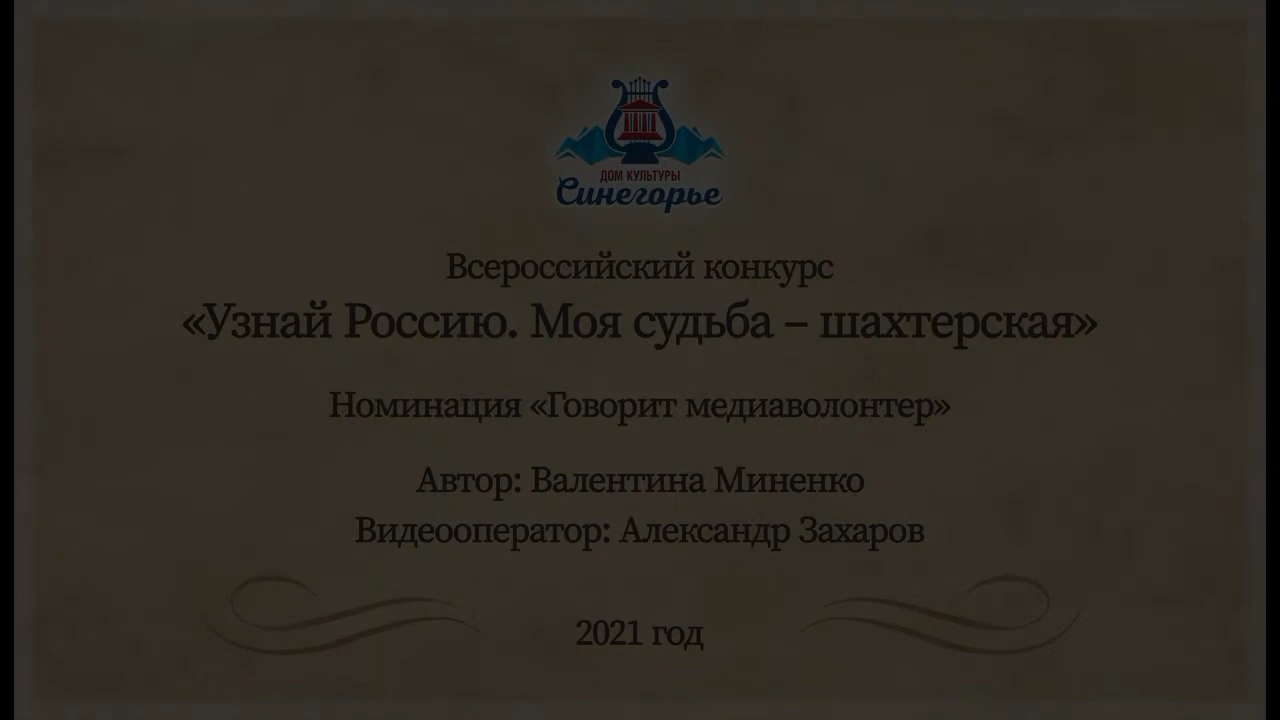 ДОМ КУЛЬТУРЫ
Синегорье
Всероссийский конкурс
«Узнай Россию. Моя судьба – шахтерская»
Номинация «Говорит медиаволонтер»
Автор: Валентина Миненко
Видеооператор: Александр Захаров
2021 год